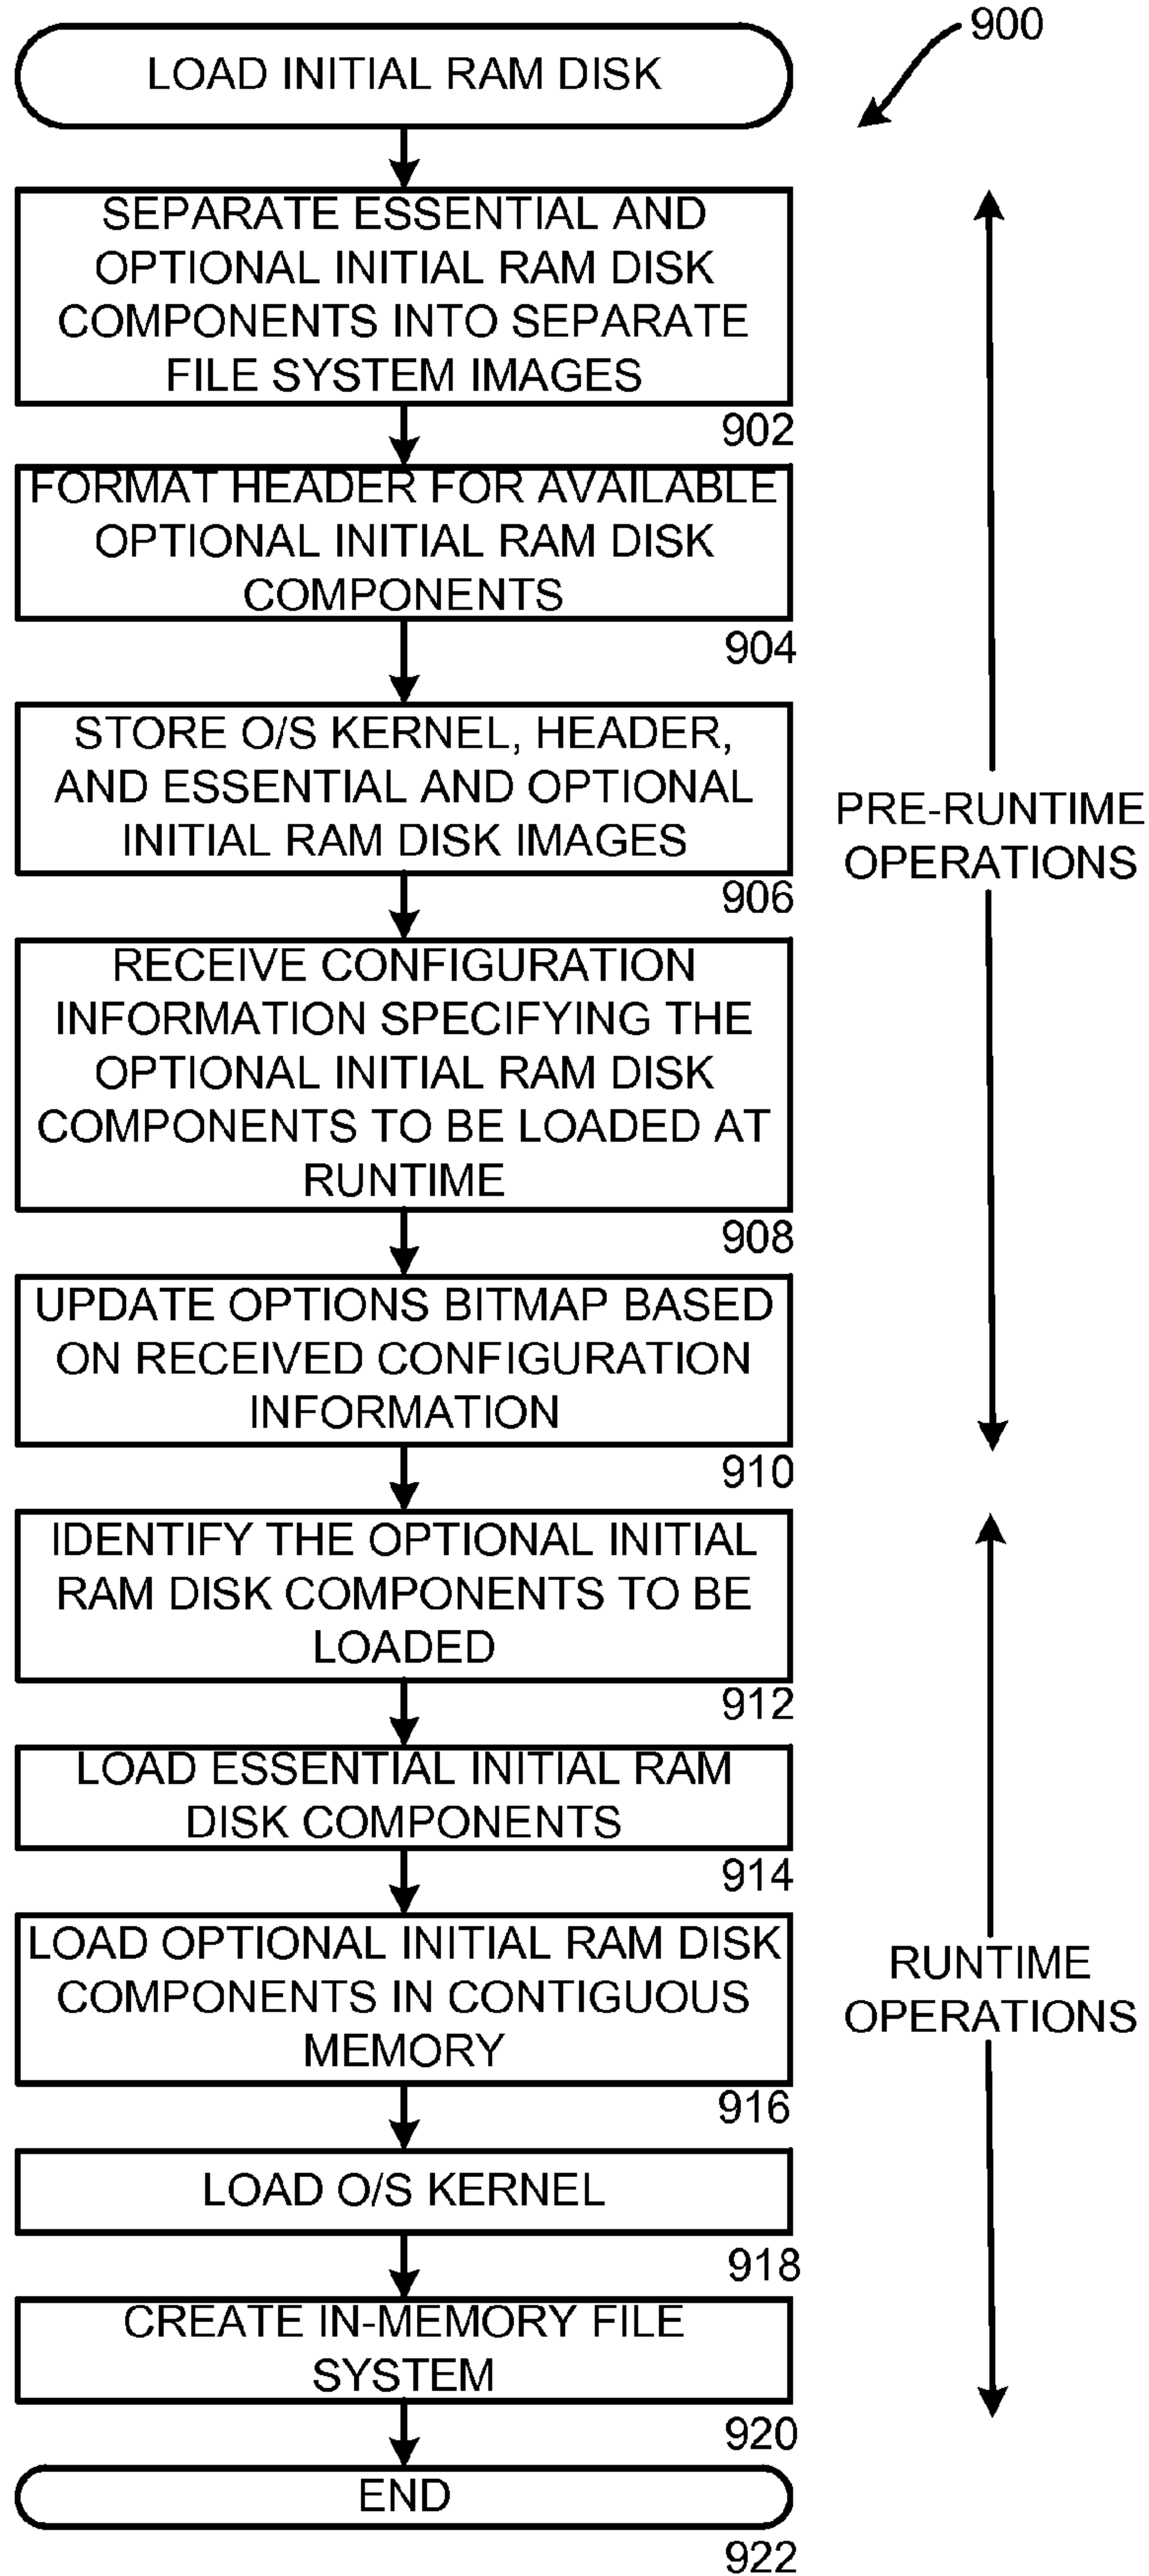 900
LOAD INITIAL RAM DISK
SEPARATE ESSENTIAL AND
OPTIONAL INITIAL RAM DISK
COMPONENTS INTO SEPARATE
FILE SYSTEM IMAGES
902
FORMAT HEADER FOR AVAILABLE
OPTIONAL INITIAL RAM DISK
COMPONENTS
904
STORE O/S KERNEL, HEADER,
AND ESSENTIAL AND OPTIONAL
INITIAL RAM DISK IMAGES
906
PRE-RUNTIME
OPERATIONS
RECEIVE CONFIGURATION
INFORMATION SPECIFYING THE
OPTIONAL INITIAL RAM DISK
COMPONENTS TO BE LOADED AT
RUNTIME
908
UPDATE OPTIONS BITMAP BASED
ON RECEIVED CONFIGURATION
INFORMATION
910
IDENTIFY THE OPTIONAL INITIAL
RAM DISK COMPONENTS TO BE
LOADED
912
LOAD ESSENTIAL INITIAL RAM
DISK COMPONENTS
914
LOAD OPTIONAL INITIAL RAM DISK
COMPONENTS IN CONTIGUOUS
MEMORY
916
RUNTIME
OPERATIONS
LOAD O/S KERNEL
918
CREATE IN-MEMORY FILE
SYSTEM
920
END
922